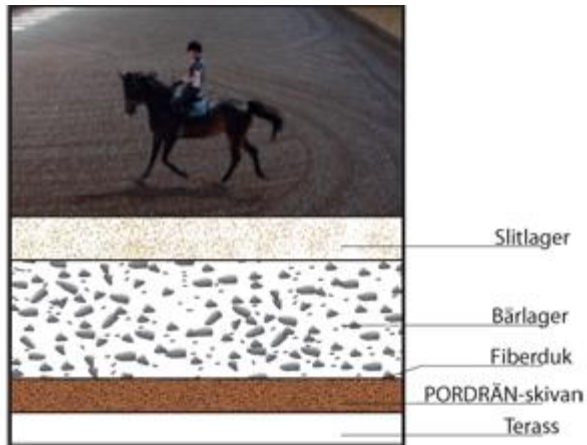 Slitlager
Bärlager
Fiberduk
PORDRÄN-skivan
Terass